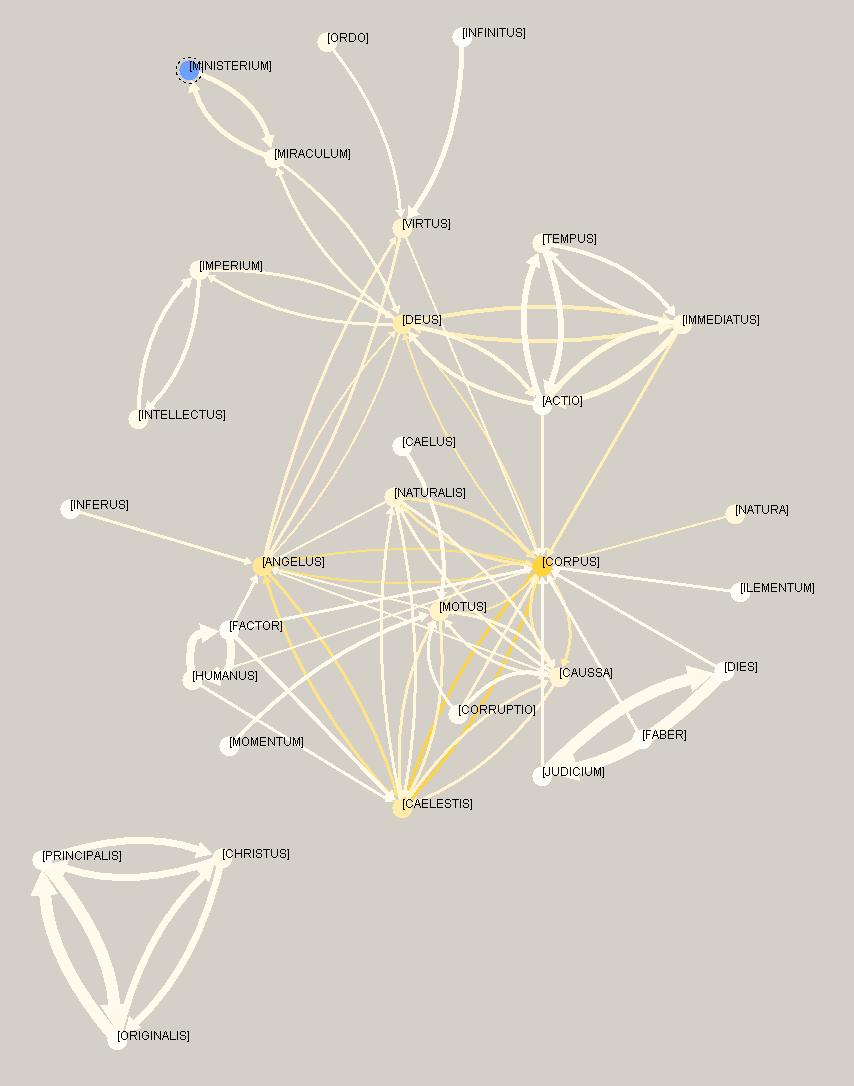 [ORDO]
[INFINITUS]
[MINISTERIUM]
[MIRACULUM]
[VIRTUS]
[TEMPUS]
[IMPERIUM]
[DEUS]
[IMMEDIATUS]
[ACTIO]
[INTELLECTUS]
[CAELUS]
[NATURALIS]
[INFERUS]
[NATURA]
[ANGELUS]
[CORPUS]
[ILEMENTUM]
[MOTUS]
[FACTOR]
[HUMANUS]
[CAUSSA]
[DIES]
[CORRUPTIO]
[FABER]
[MOMENTUM]
[JUDICIUM]
[CAELESTIS]
[PRINCIPALIS]
[CHRISTUS]
[ORIGINALIS]